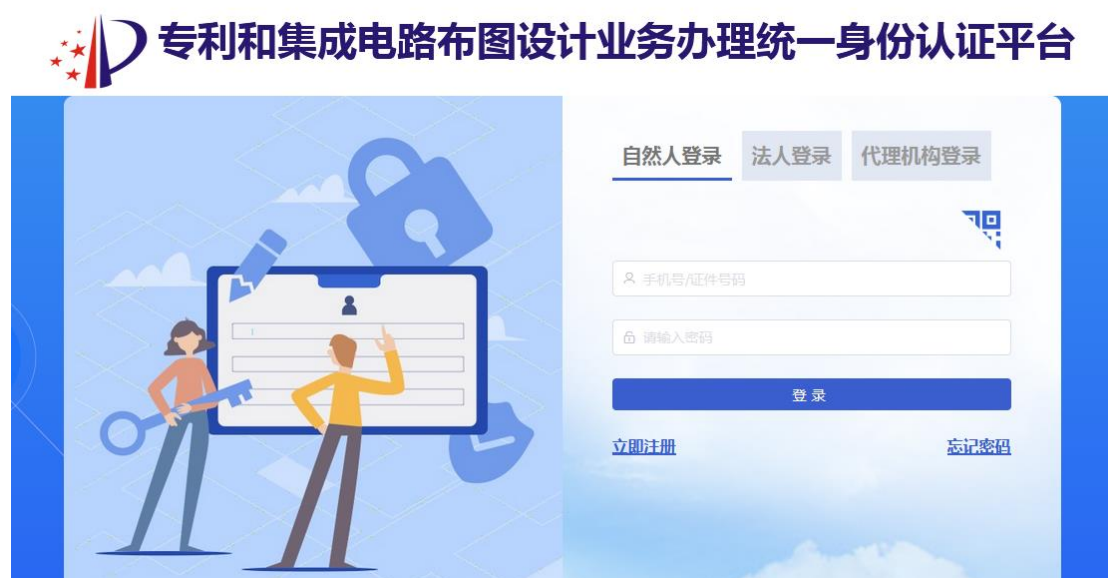 专利和集成电路布图设计业务办理统一身份认证平台
自然人登录 法人登录 代理机构登录
手机号/证件号码
请输入密码
登 录
立即注册 忘记密码